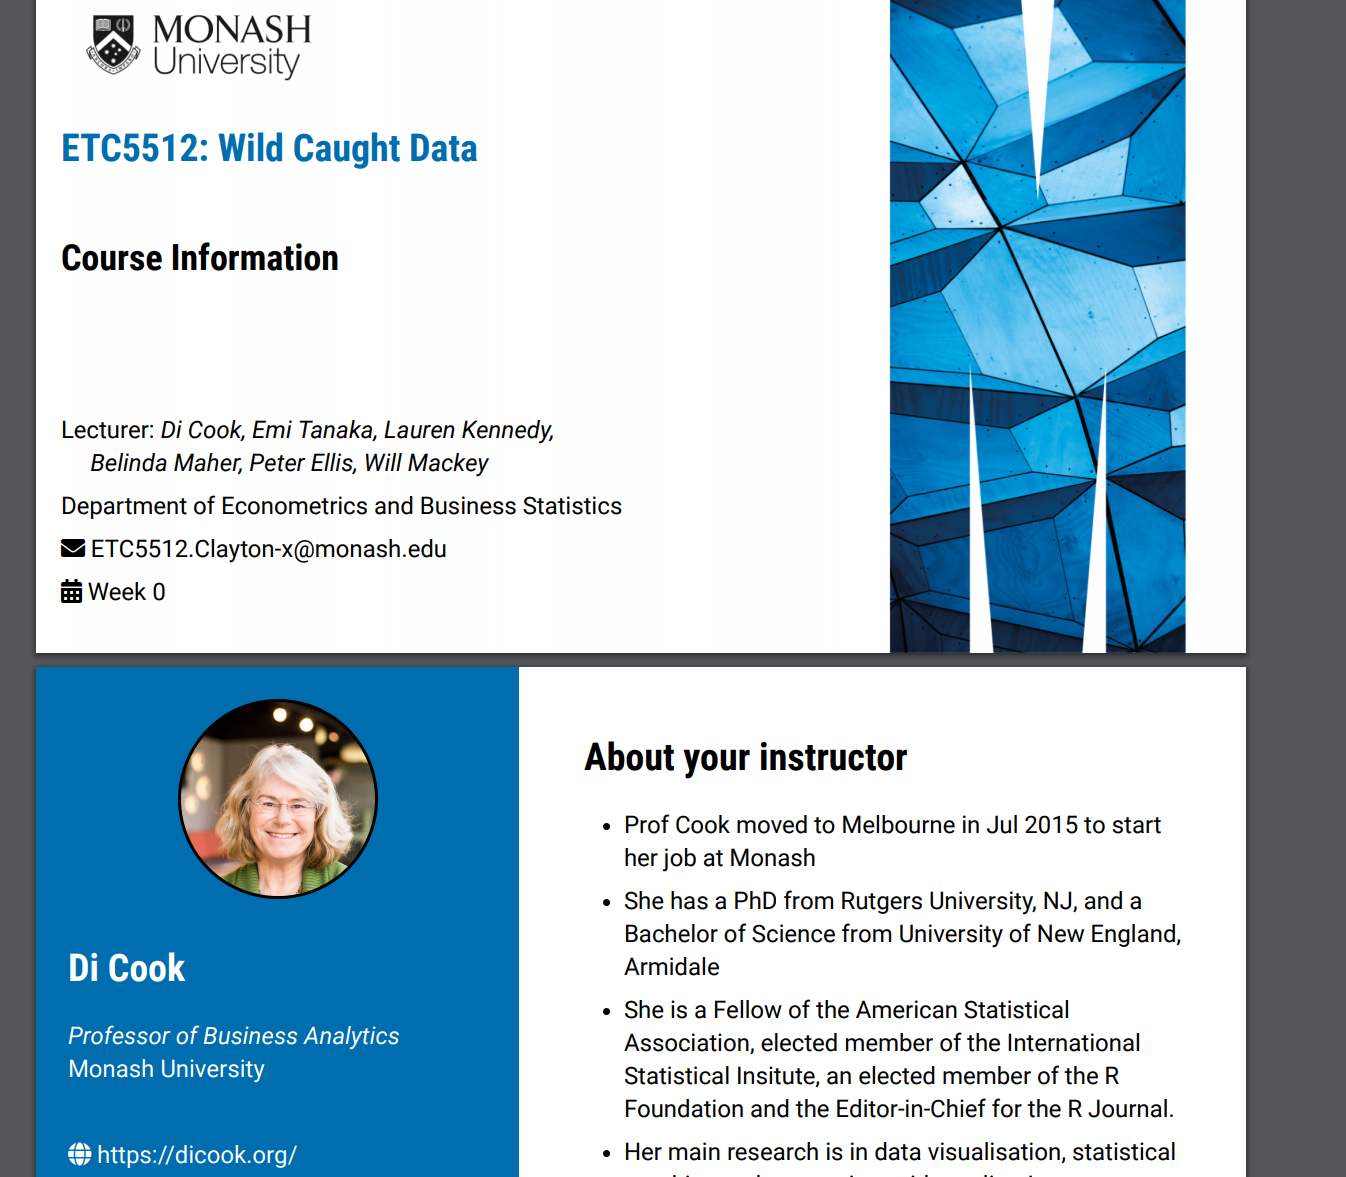 MONASH
University
ETC5512: Wild Caught Data
Course Information
Lecturer: Di Cook, Emi Tanaka, Lauren Kennedy,
Belinda Maher, Peter Ellis, Will Mackey
Department of Econometrics and Business Statistics
ETC5512.Clayton-x@monash.edu
Week 0
Di Cook
Professor of Business Analytics
Monash University
https://dicook.org/
About your instructor
• Prof Cook moved to Melbourne in Jul 2015 to start
her job at Monash
• She has a PhD from Rutgers University, NJ, and a
Bachelor of Science from University of New England,
Armidale
• She is a Fellow of the American Statistical
Association, elected member of the International
Statistical Insitute, an elected member of the R
Foundation and the Editor-in-Chief for the R Journal.
• Her main research is in data visualisation, statistical